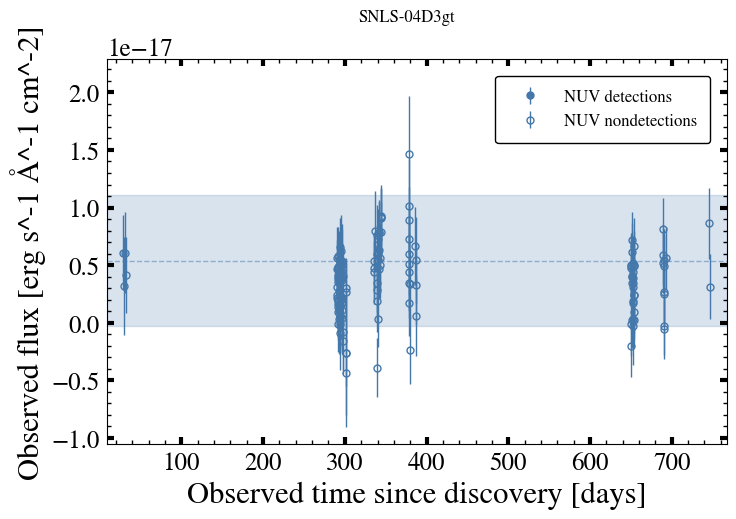 SNLS-04D3gt
1e−17
NUV detections
NUV nondetections
2.0
1.5
1.0
0.5
0.0
−0.5
−1.0
Observed flux [erg s^-1 Å^-1 cm^-2]
100 200 300 400 500 600 700
Observed time since discovery [days]